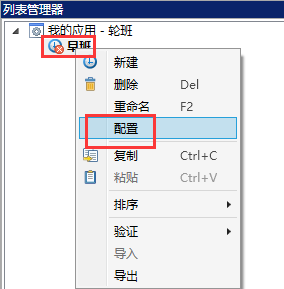 列表管理器
我的应用 - 轮班
早班
新建
删除 Del
重命名 F2
配置
复制 Ctrl+C
粘贴 Ctrl+V
排序
验证
导入
导出